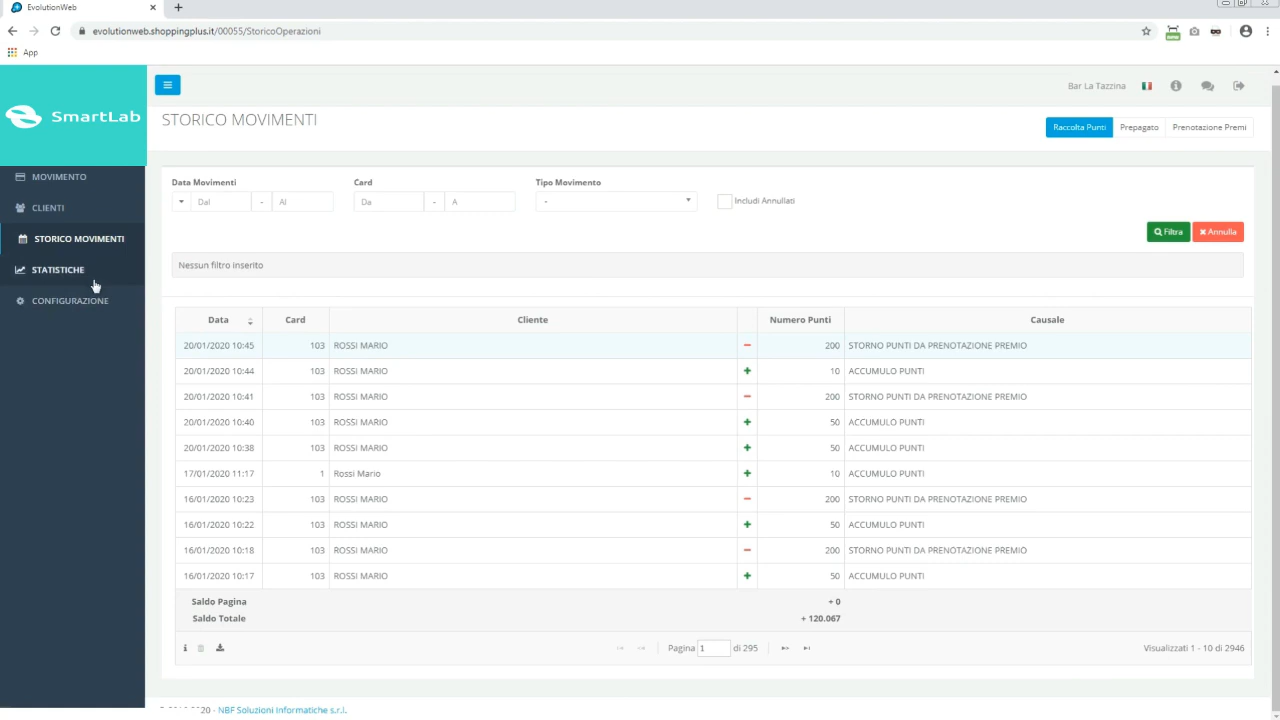 EvolutionWeb
evolutionweb.shoppingplus.it/00055/StoricoOperazioni
App
SmartLab
Bar La Tazzina
STORICO MOVIMENTI
Raccolta Punti Prepagato Prenotazione Premi
MOVIMENTO
CLIENTI
STORICO MOVIMENTI
STATISTICHE
CONFIGURAZIONE
Data Movimenti Card Tipo Movimento
Dal - Al Da - A - Includi Annullati
Filtra Annulla
Nessun filtro inserito
Data Card Cliente Numero Punti Causale
20/01/2020 10:45 103 ROSSI MARIO - 200 STORNO PUNTI DA PRENOTAZIONE PREMIO
20/01/2020 10:44 103 ROSSI MARIO + 10 ACCUMULO PUNTI
20/01/2020 10:41 103 ROSSI MARIO - 200 STORNO PUNTI DA PRENOTAZIONE PREMIO
20/01/2020 10:40 103 ROSSI MARIO + 50 ACCUMULO PUNTI
20/01/2020 10:38 103 ROSSI MARIO + 50 ACCUMULO PUNTI
17/01/2020 11:17 1 Rossi Mario + 10 ACCUMULO PUNTI
16/01/2020 10:23 103 ROSSI MARIO - 200 STORNO PUNTI DA PRENOTAZIONE PREMIO
16/01/2020 10:22 103 ROSSI MARIO + 50 ACCUMULO PUNTI
16/01/2020 10:18 103 ROSSI MARIO - 200 STORNO PUNTI DA PRENOTAZIONE PREMIO
16/01/2020 10:17 103 ROSSI MARIO + 50 ACCUMULO PUNTI
Saldo Pagina + 0
Saldo Totale + 120.067
Pagina 1 di 295 Visualizzati 1 - 10 di 2946
- NBF Soluzioni Informatiche s.r.l.